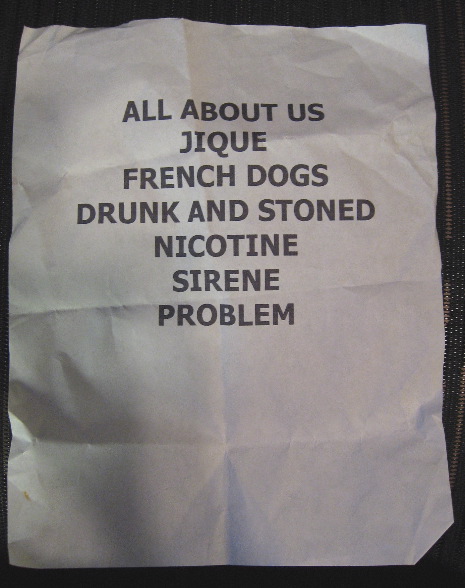 ALL ABOUT US
JIQUE
FRENCH DOGS
DRUNK AND STONED
NICOTINE
SIRENE
PROBLEM